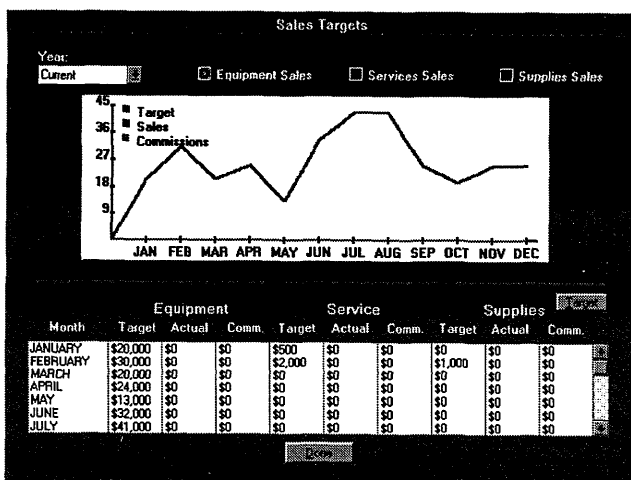 Sales Targets
Year:
Current
Equipment Sales
Services Sales
Supplies Sales
45
36
27
18
9
Target
Sales
Commissions
JAN FEB MAR APR MAY JUN JUL AUG SEP OCT NOV DEC
Target
Equipment Service Supplies
Month Target Actual Comm. Target Actual Comm. Target Actual Comm.
JANUARY $20,000 $0 $0 $500 $0 $0 $0 $0 $0
FEBRUARY $30,000 $0 $0 $2,000 $0 $0 $1,000 $0 $0
MARCH $20,000 $0 $0 $0 $0 $0 $0 $0 $0
APRIL $24,000 $0 $0 $0 $0 $0 $0 $0 $0
MAY $13,000 $0 $0 $0 $0 $0 $0 $0 $0
JUNE $32,000 $0 $0 $0 $0 $0 $0 $0 $0
JULY $41,000 $0 $0 $0 $0 $0 $0 $0 $0
Done